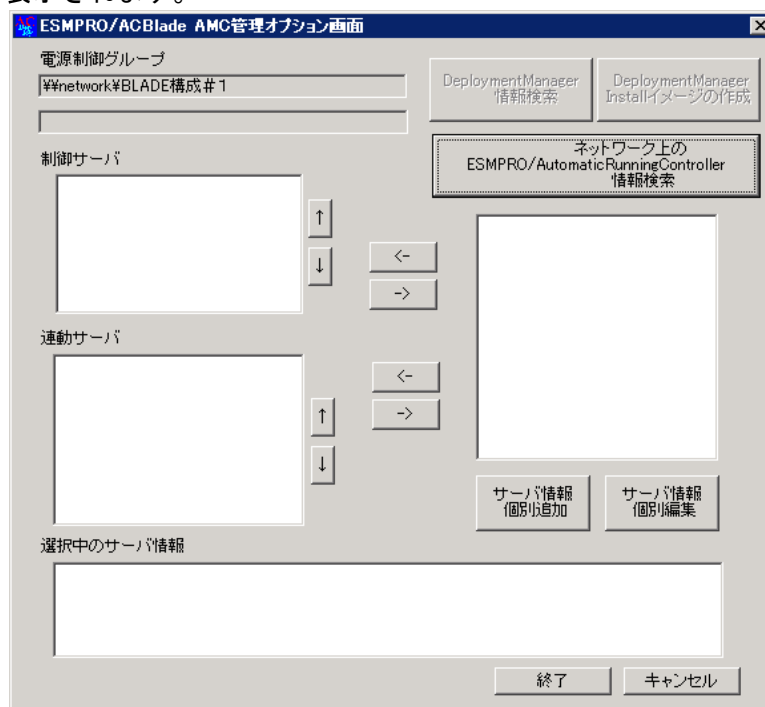 表示されます。
ESMPRO/ACBlade AMC管理オプション画面
電源制御グループ
¥¥network¥BLADE構成＃1
DeploymentManager
情報検索
DeploymentManager
Installイメージの作成
ネットワーク上の
ESMPRO/AutomaticRunningController
情報検索
制御サーバ
↑
↓
<-
->
連動サーバ
<-
->
↑
↓
サーバ情報
個別追加
サーバ情報
個別編集
選択中のサーバ情報
終了
キャンセル